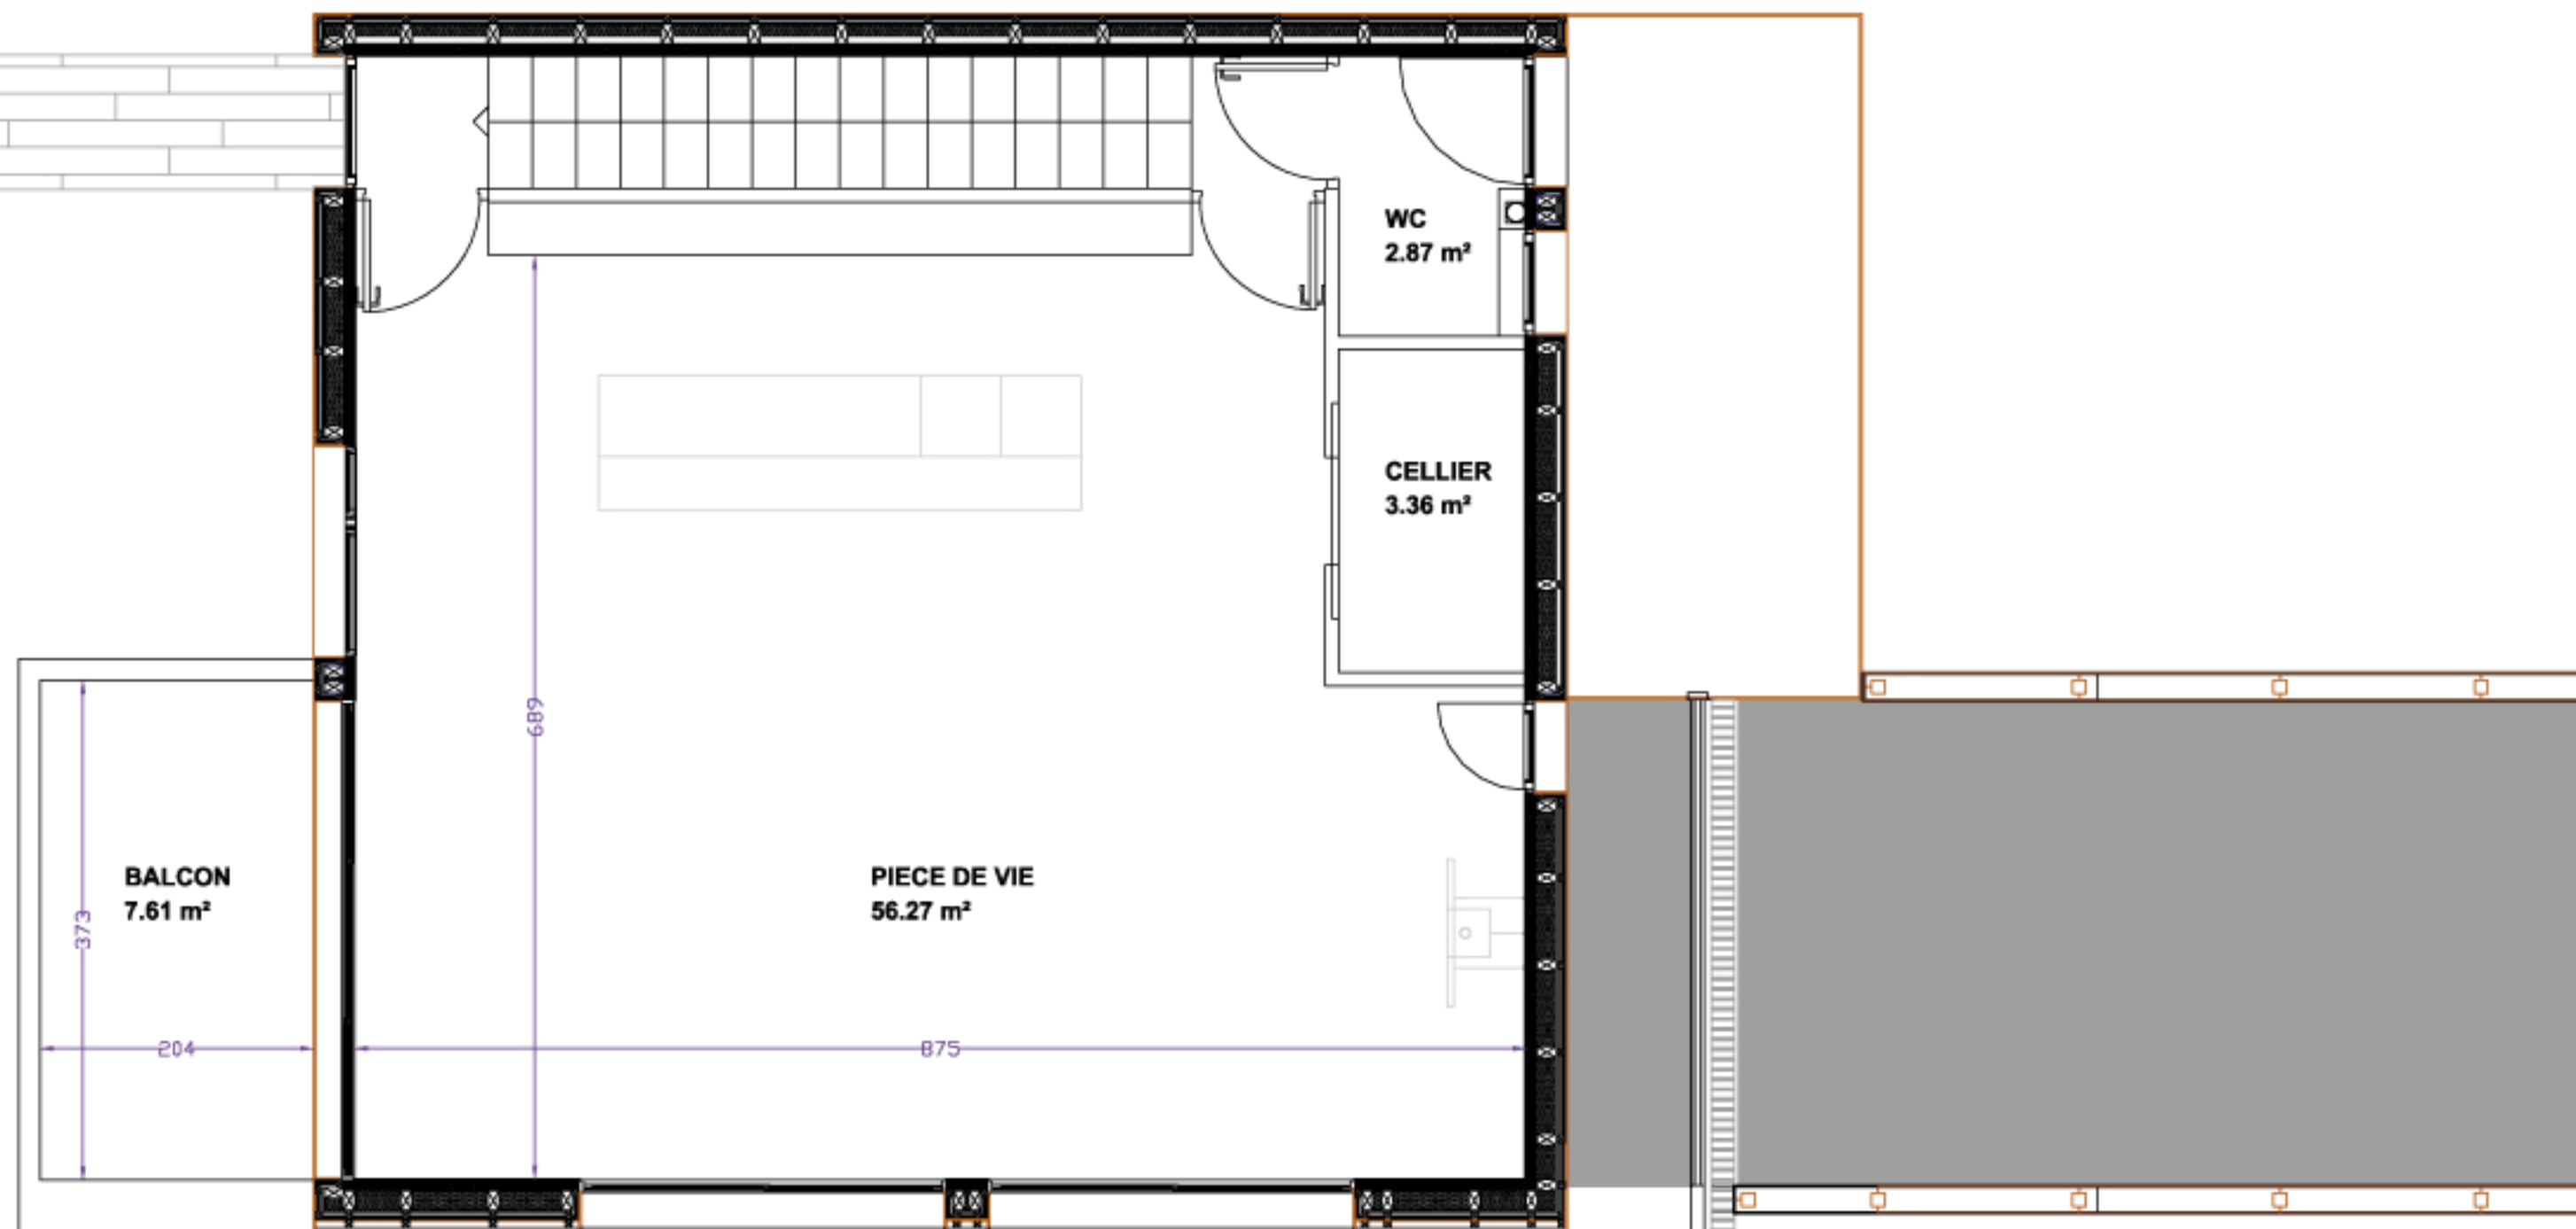 WC
2.87 m²
CELLIER
3.36 m²
689
BALCON
7.61 m²
373
PIECE DE VIE
56.27 m²
204
875